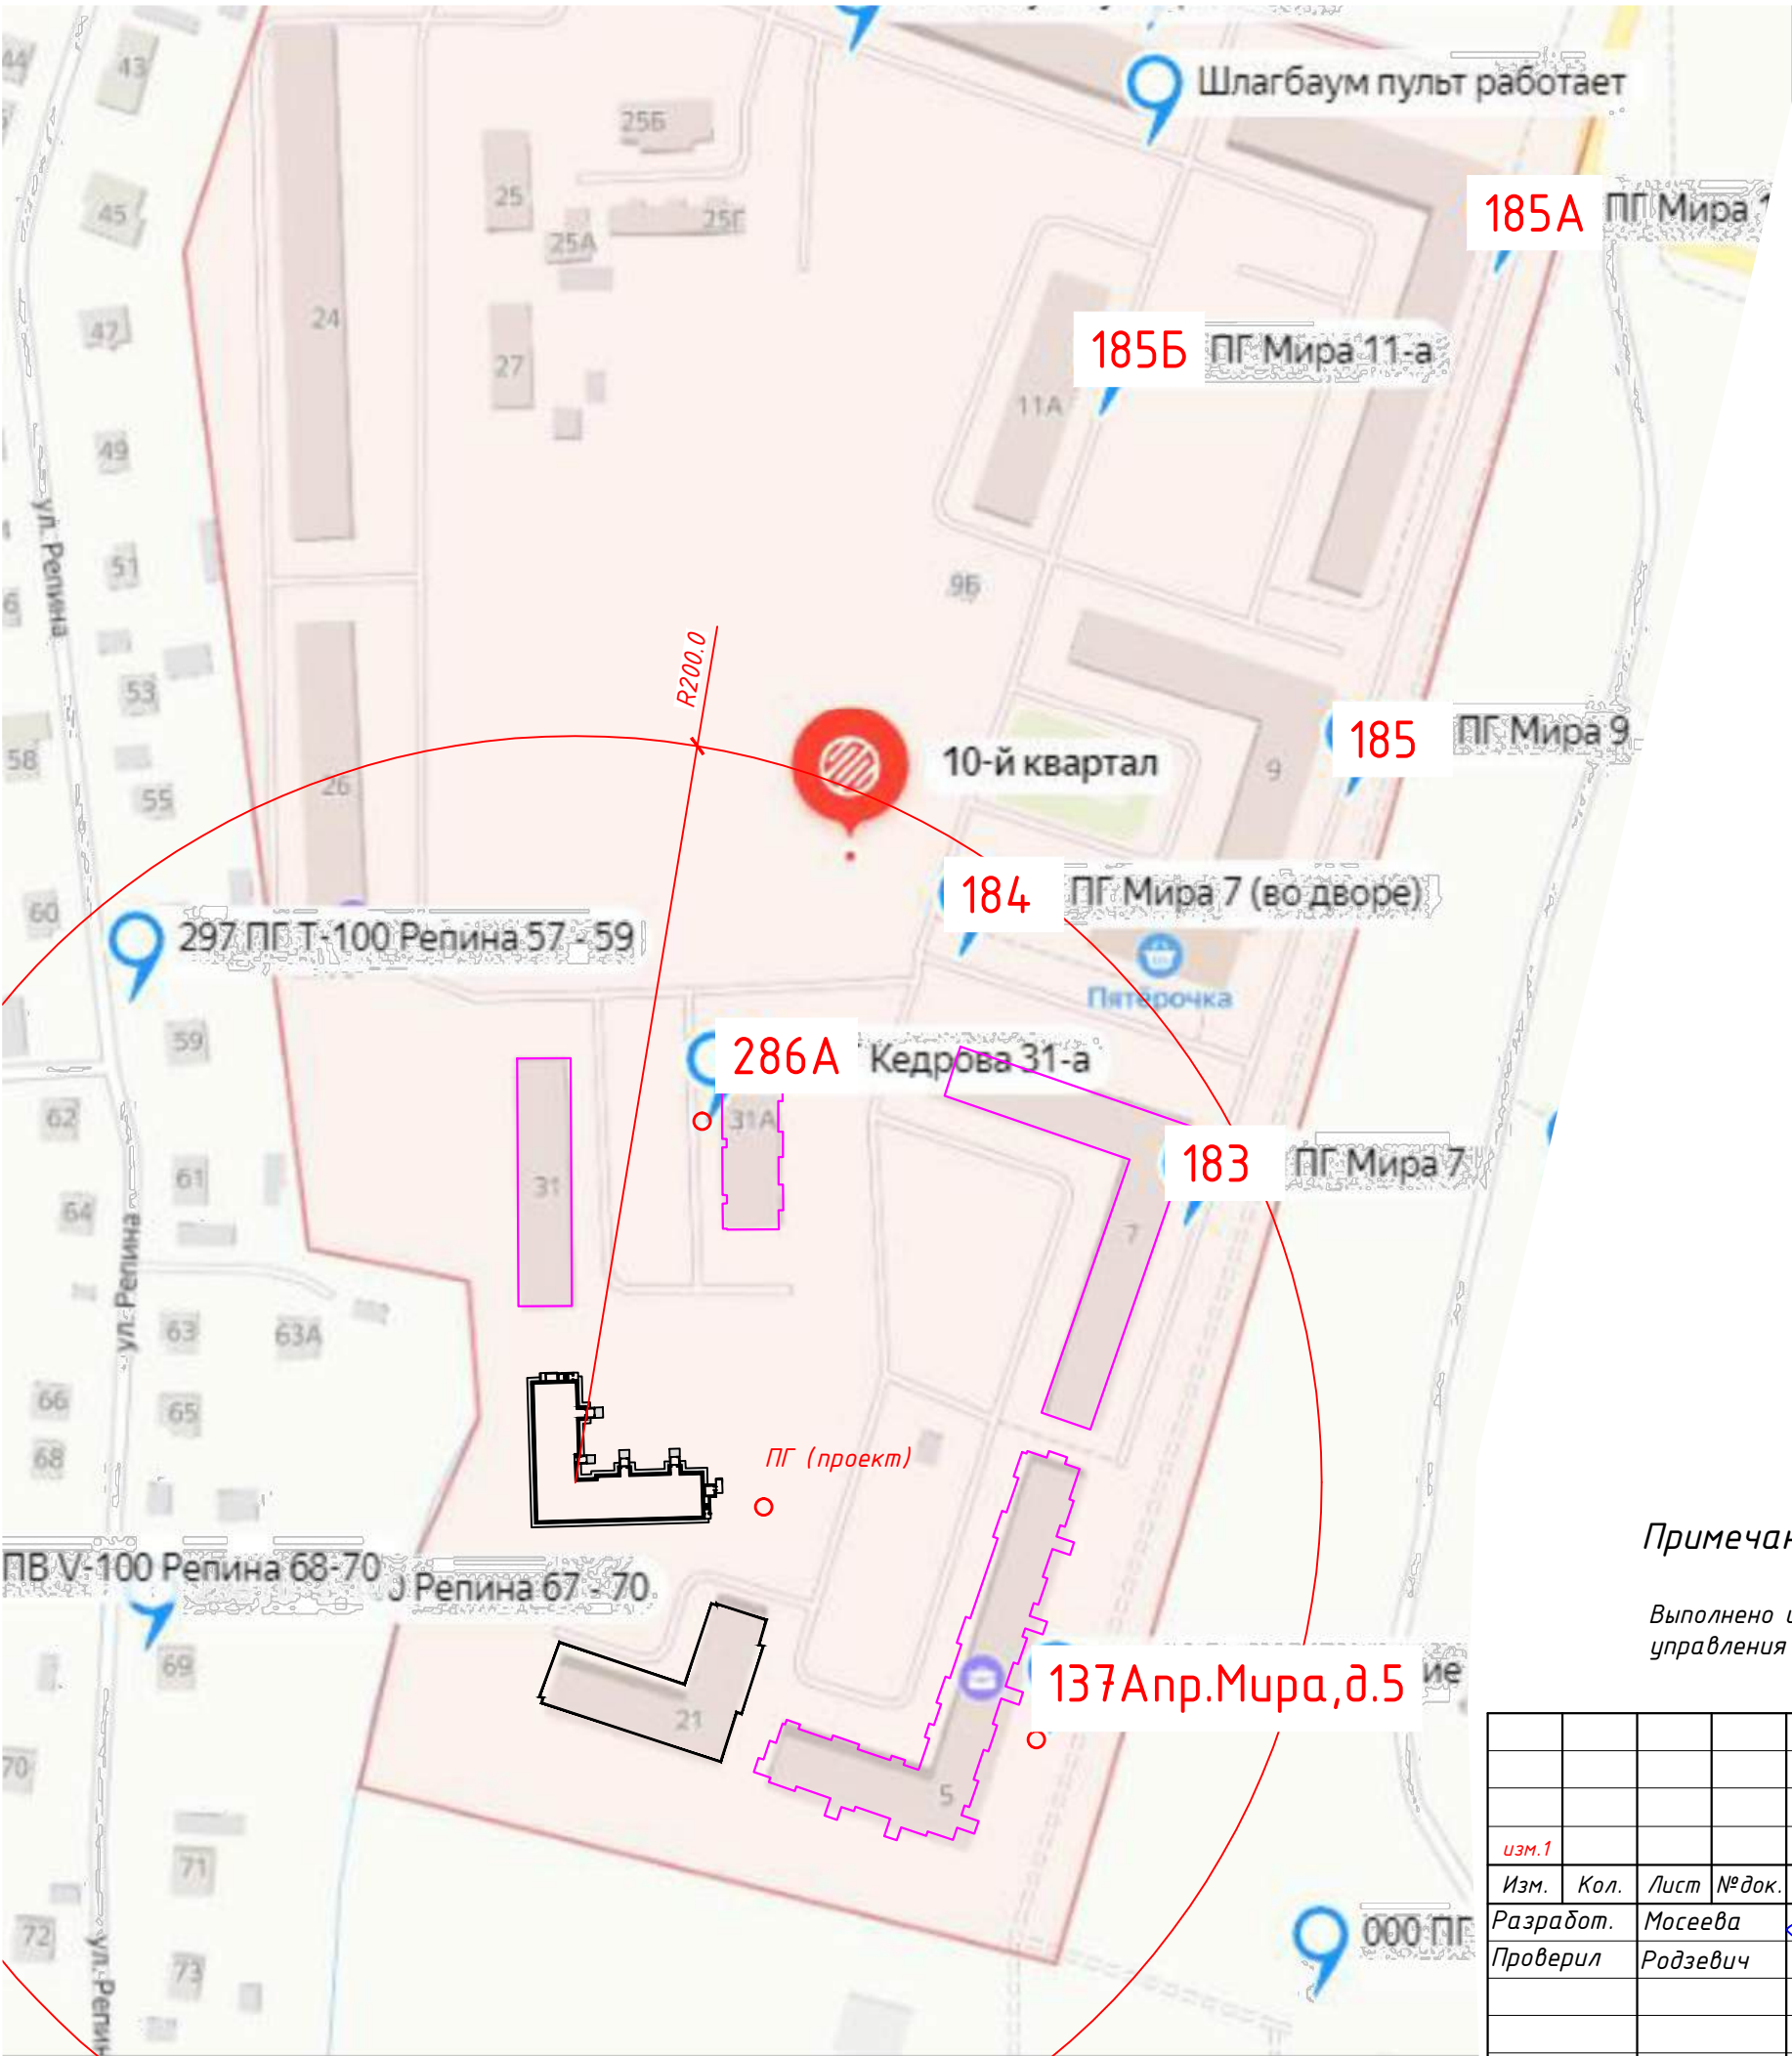 43
44
Шлагбаум пульт работает
25Б
25
45
25Г
25А
185А ПГ Мира 1
24
47
27
185Б ПГ Мира 11-а
11А
49
ул. Репина
51
9Б
R200.0
53
185 ПГ Мира 9
58
10-й квартал
9
26
55
60
184 ПГ Мира 7 (во дворе)
297 ПГ Т-100 Репина 57 - 59
Пятёрочка
59
286А Кедрова 31-а
62
31А
61
31
183 ПГ Мира 7
64
7
ул. Репина
63
63А
66
65
68
ПГ (проект)
Примечан
ПВ V-100 Репина 68-70
0 Репина 67 - 70
Выполнено
управления
69
137Апр.Мира,д.5 ие
21
70
5
71
изм.1
Изм. Кол. Лист №док.
72
000 ПГ
Разработ. Мосеева
Проверил Родзевич
73
ул. Репин